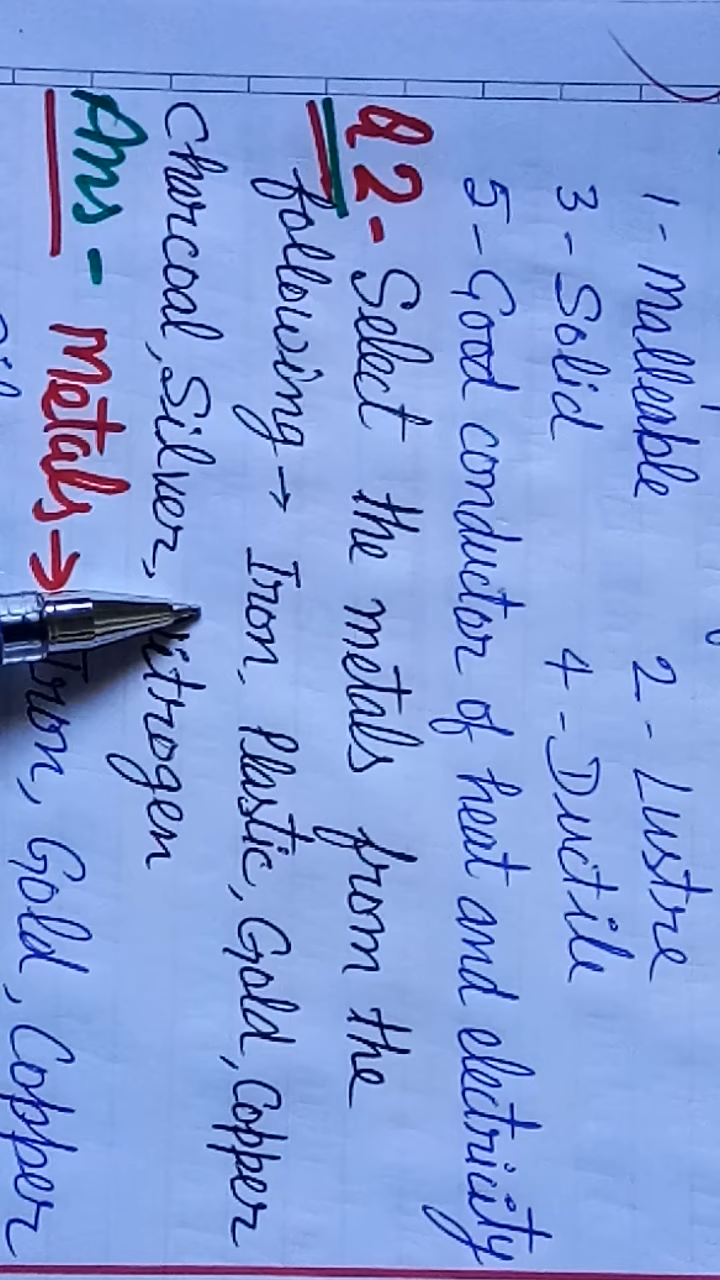 1 - Malleable 2 - Lustre
3 - Solid 4 - Ductile
5 - Good conductor of heat and electricity
Q2 - Select the metals from the
following → Iron, Plastic, Gold, Copper
Charcoal, Silver, Nitrogen
Ans - Metals → Iron, Gold, Copper